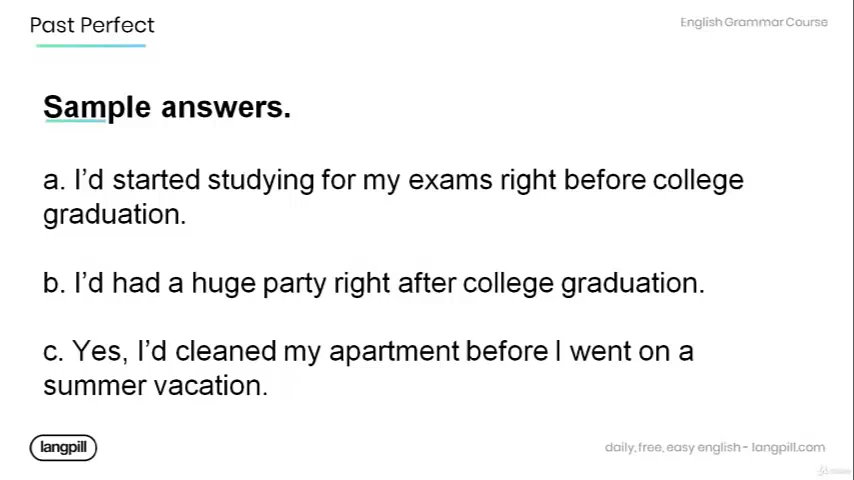 Past Perfect
English Grammar Course
Sample answers.
a. I’d started studying for my exams right before college
graduation.
b. I’d had a huge party right after college graduation.
c. Yes, I’d cleaned my apartment before I went on a
summer vacation.
langpill
daily, free, easy english - langpill.com